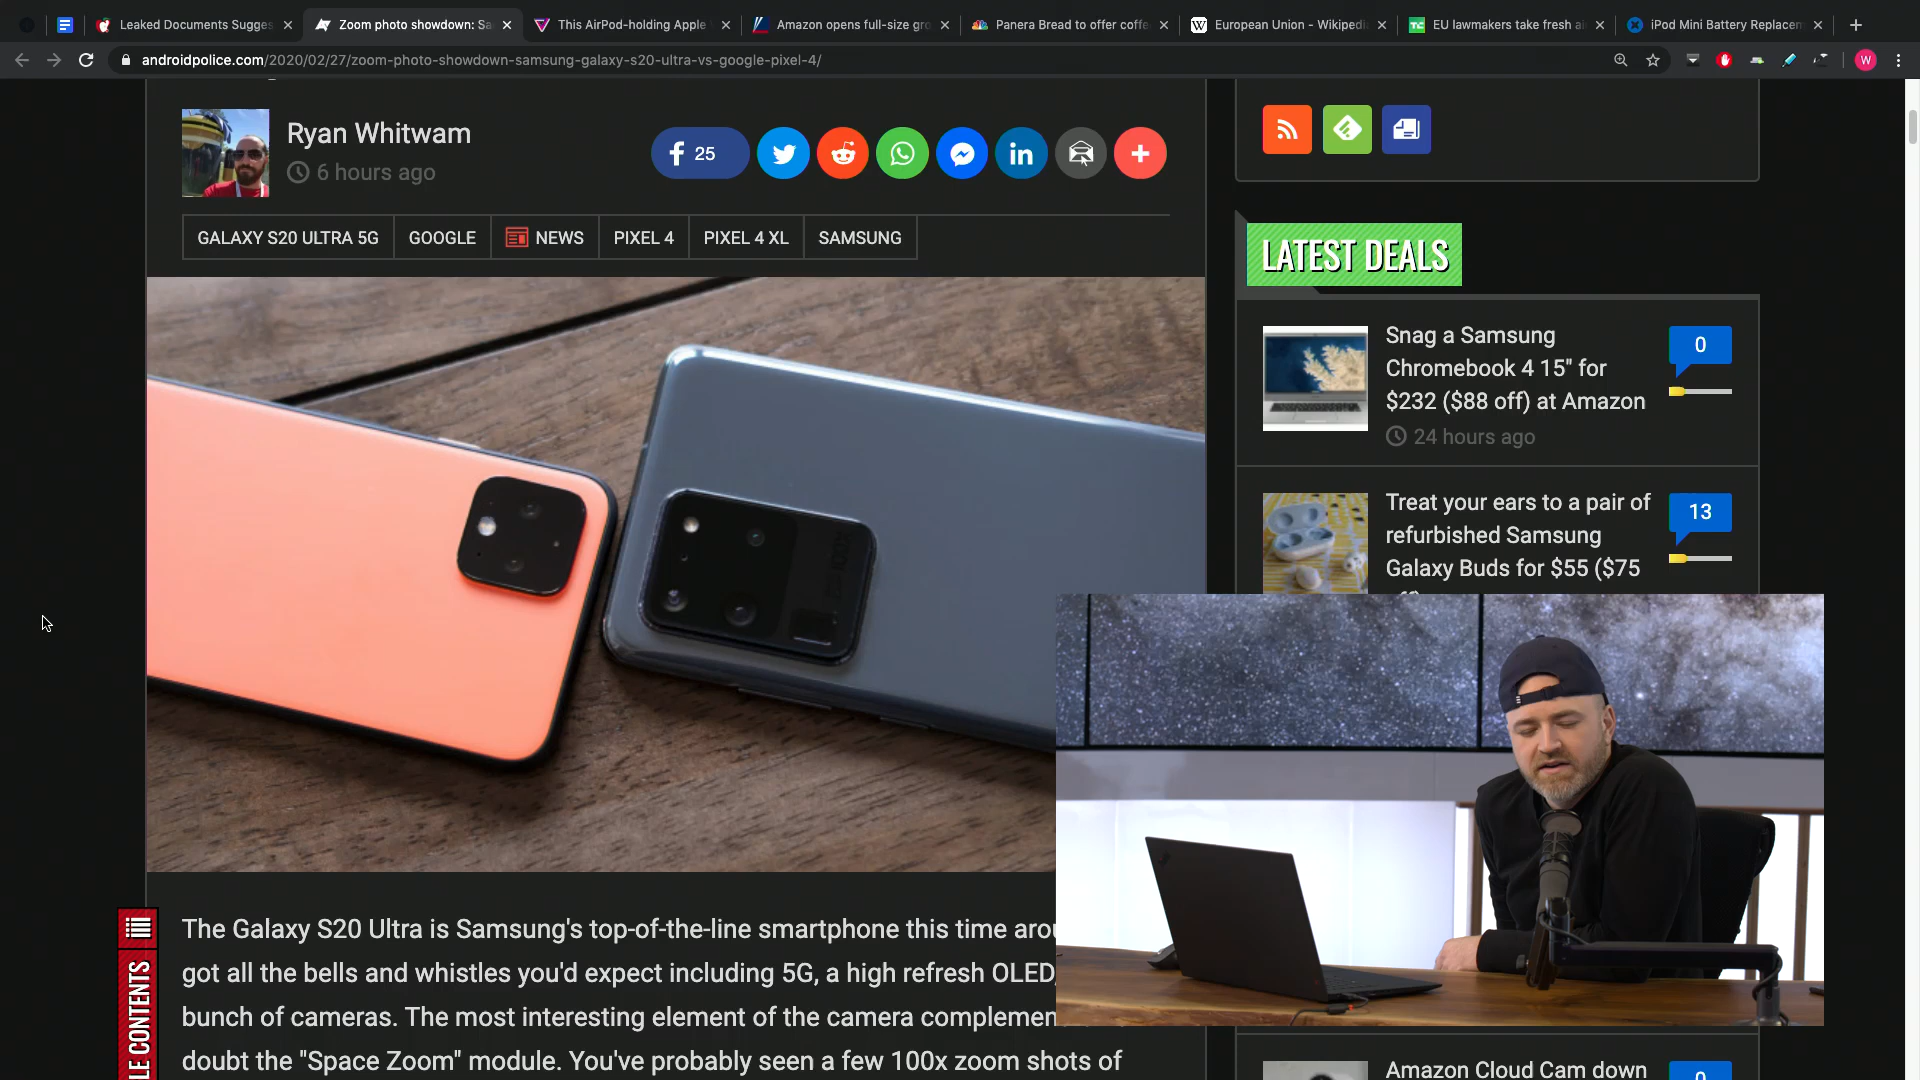 Leaked Documents Sugges
Zoom photo showdown: Sa
This AirPod-holding Apple
Amazon opens full-size gro
Panera Bread to offer coffe
European Union - Wikipedi
EU lawmakers take fresh ai
iPod Mini Battery Replacem
androidpolice.com/2020/02/27/zoom-photo-showdown-samsung-galaxy-s20-ultra-vs-google-pixel-4/
W
Ryan Whitwam
6 hours ago
25
GALAXY S20 ULTRA 5G
GOOGLE
NEWS
PIXEL 4
PIXEL 4 XL
SAMSUNG
LATEST DEALS
Snag a Samsung
Chromebook 4 15" for
$232 ($88 off) at Amazon
0
24 hours ago
Treat your ears to a pair of
refurbished Samsung
Galaxy Buds for $55 ($75
13
The Galaxy S20 Ultra is Samsung's top-of-the-line smartphone this time arou
got all the bells and whistles you'd expect including 5G, a high refresh OLED,
bunch of cameras. The most interesting element of the camera complemen
doubt the "Space Zoom" module. You've probably seen a few 100x zoom shots of
LE CONTENTS
Amazon Cloud Cam down
0